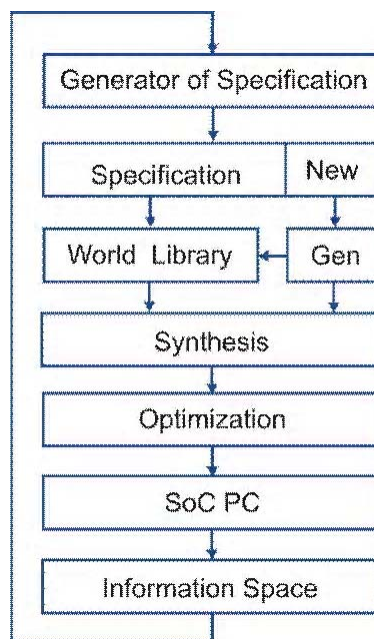 Generator of Specification
Specification New
World Library Gen
Synthesis
Optimization
SoC PC
Information Space